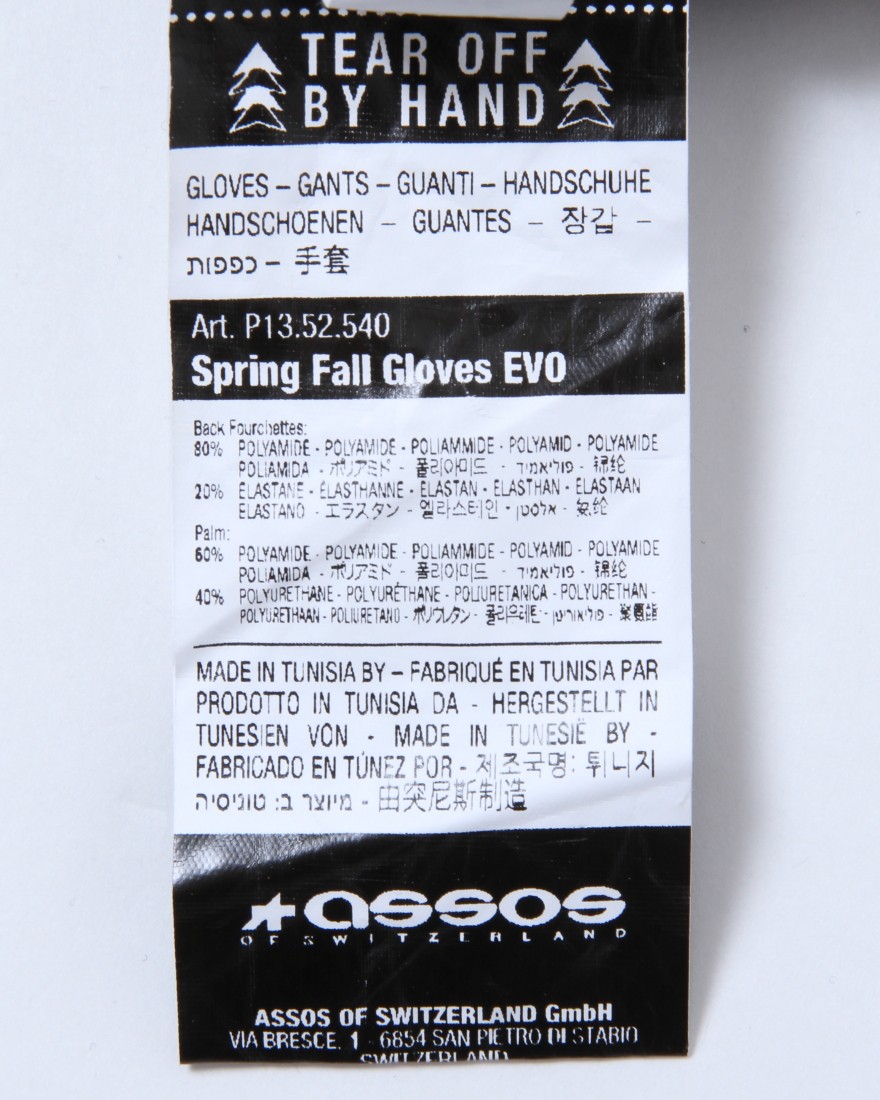 TEAR OFF
BY HAND
GLOVES – GANTS – GUANTI – HANDSCHUHE
HANDSCHOENEN – GUANTES – 장갑 –
כפפות – 手套
Art. P13.52.540
Spring Fall Gloves EVO
Back Fourchettes:
80% POLYAMIDE - POLYAMIDE - POLIAMMIDE - POLYAMID - POLYAMIDE
POLIAMIDA - ポリアミド - 폴리아미드 - פוליאמיד - 锦纶
20% ELASTANE - ÉLASTHANNE - ELASTAN - ELASTHAN - ELASTAAN
ELASTANO - エラスタン - 엘라스테인 - אלסטן - 氨纶
Palm:
60% POLYAMIDE - POLYAMIDE - POLIAMMIDE - POLYAMID - POLYAMIDE
POLIAMIDA - ポリアミド - 폴리아미드 - פוליאמיד - 锦纶
40% POLYURETHANE - POLYURÉTHANE - POLIURETANICA - POLYURETHAN -
POLYURETHAAN - POLIURETANO - ポリウレタン - פוליאוריטן - 聚氨酯
MADE IN TUNISIA BY – FABRIQUÉ EN TUNISIA PAR
PRODOTTO IN TUNISIA DA - HERGESTELLT IN
TUNESIEN VON - MADE IN TUNESIË BY -
FABRICADO EN TÚNEZ POR - 제조국명: 튀니지
מיוצר ב: טוניסיה - 由突尼斯制造
assos
OF SWITZERLAND
ASSOS OF SWITZERLAND GmbH
VIA BRESCE. 1 - 6854 SAN PIETRO DI STABIO
SWITZERLAND